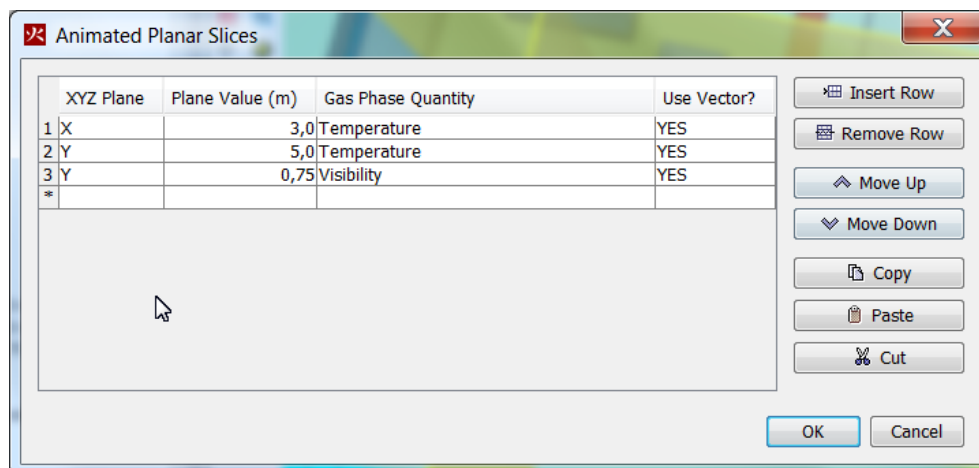 火 Animated Planar Slices X
XYZ Plane Plane Value (m) Gas Phase Quantity Use Vector?
1 X 3,0 Temperature YES
2 Y 5,0 Temperature YES
3 Y 0,75 Visibility YES
*
Insert Row
Remove Row
Move Up
Move Down
Copy
Paste
Cut
OK Cancel